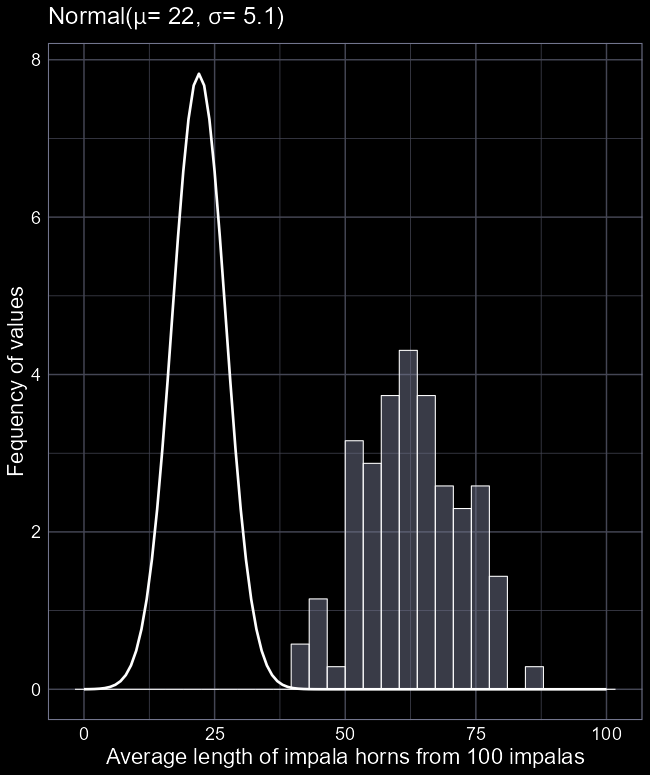 Normal(μ= 22, σ= 5.1)
8
6
4
2
0
Fequency of values
0 25 50 75 100
Average length of impala horns from 100 impalas